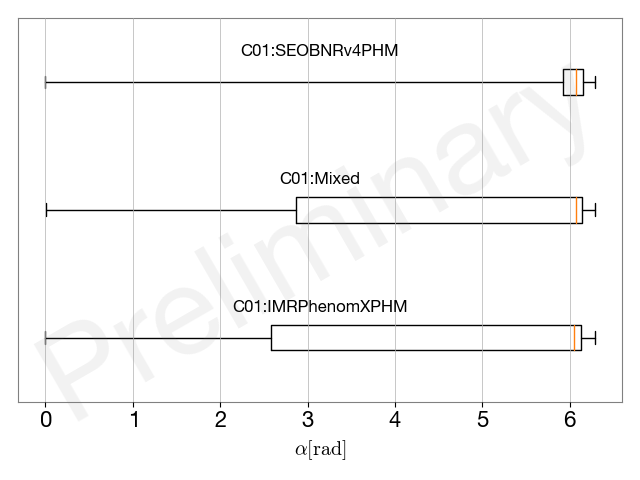 C01:SEOBNRv4PHM
C01:Mixed
C01:IMRPhenomXPHM
Preliminary
0 1 2 3 4 5 6
α[rad]